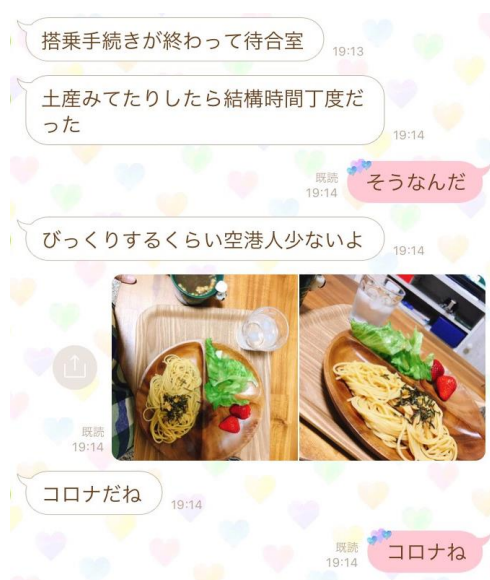 搭乗手続きが終わって待合室
19:13
土産みてたりしたら結構時間丁度だ
った
19:14
既読
19:14
そうなんだ
びっくりするくらい空港人少ないよ
19:14
既読
19:14
コロナだね
19:14
既読
19:14
コロナね